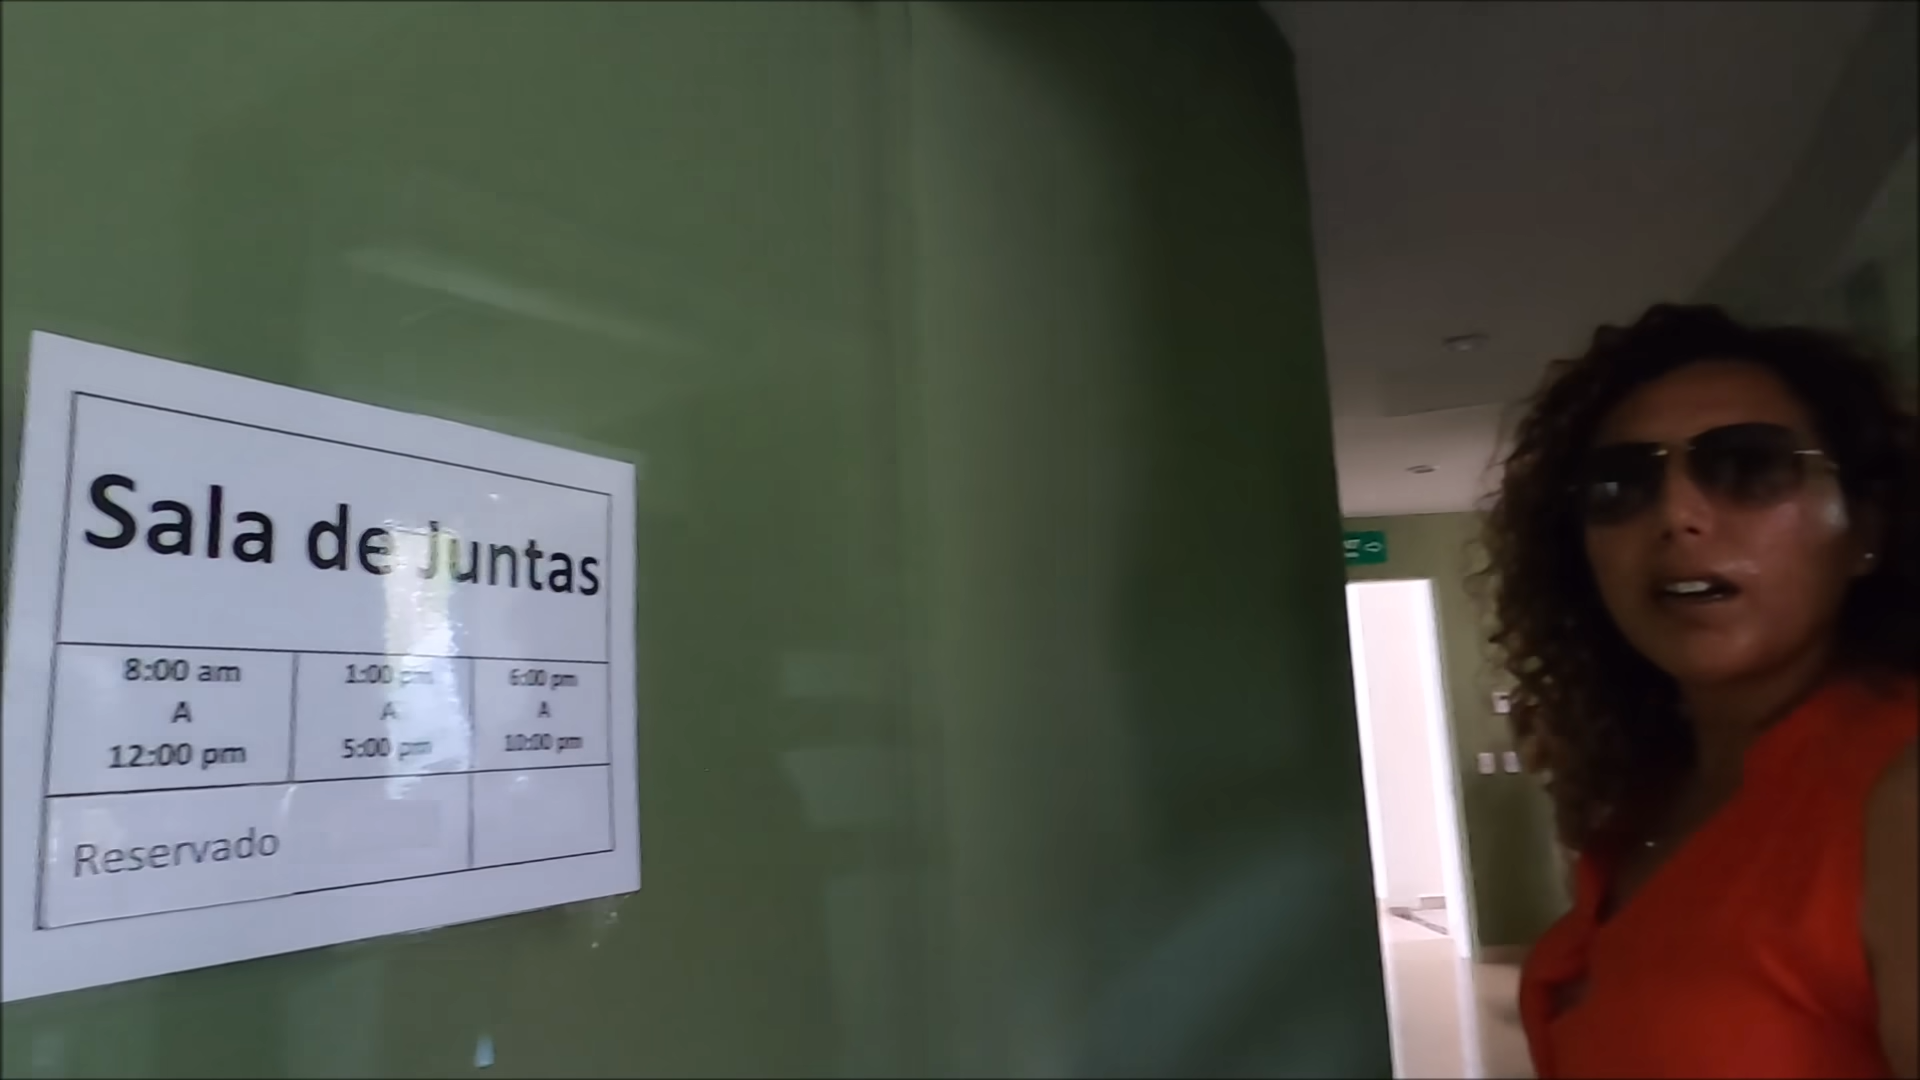 Sala de Juntas
8:00 am
A
12:00 pm
1:00 pm
A
5:00 pm
6:00 pm
A
10:00 pm
Reservado